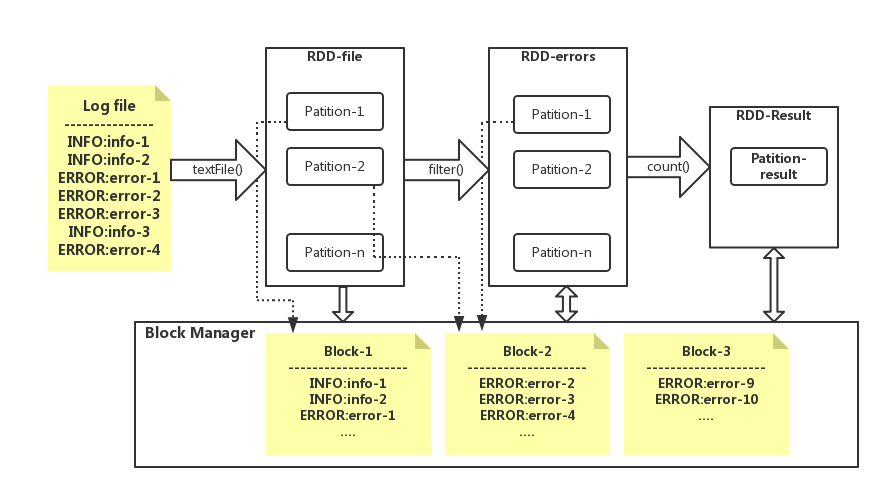 Log file
---------------
INFO:info-1
INFO:info-2
ERROR:error-1
ERROR:error-2
ERROR:error-3
INFO:info-3
ERROR:error-4
textFile()
RDD-file
Patition-1
Patition-2
Patition-n
filter()
RDD-errors
Patition-1
Patition-2
Patition-n
count()
RDD-Result
Patition-
result
Block Manager
Block-1
--------------------
INFO:info-1
INFO:info-2
ERROR:error-1
....
Block-2
--------------------
ERROR:error-2
ERROR:error-3
ERROR:error-4
....
Block-3
--------------------
ERROR:error-9
ERROR:error-10
....